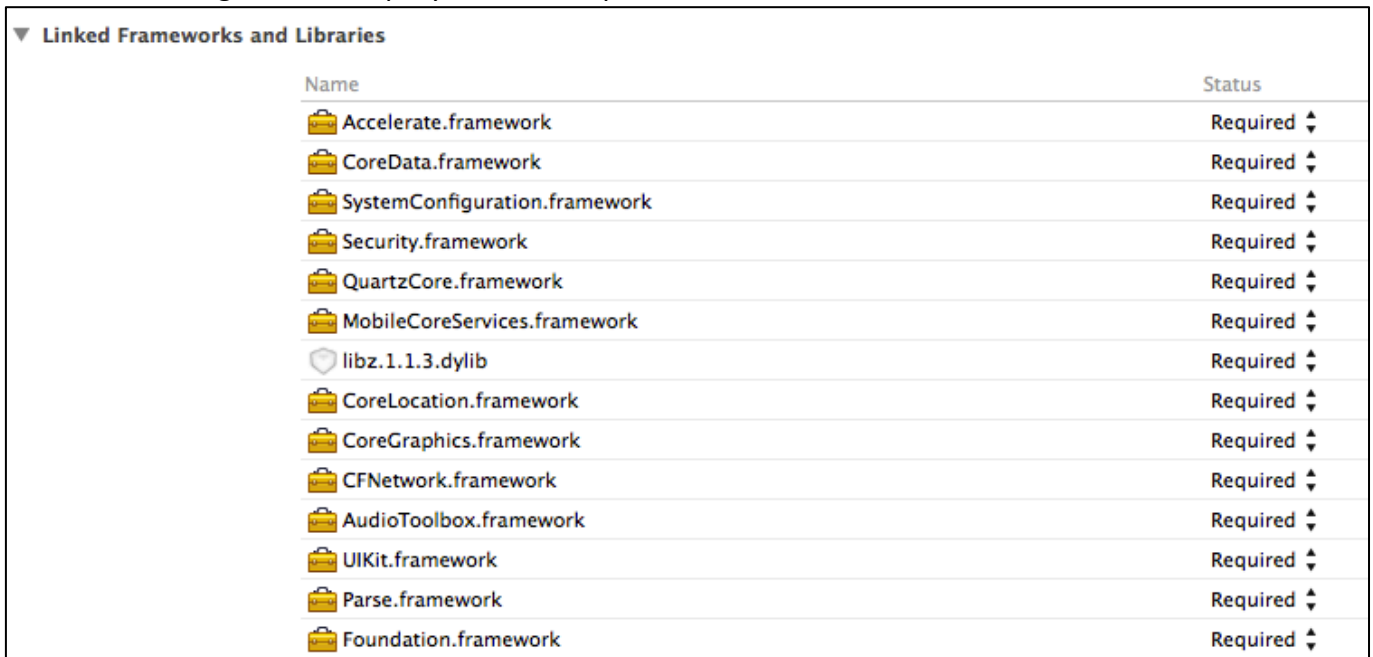 ▼ Linked Frameworks and Libraries
Name Status
Accelerate.framework Required
CoreData.framework Required
SystemConfiguration.framework Required
Security.framework Required
QuartzCore.framework Required
MobileCoreServices.framework Required
libz.1.1.3.dylib Required
CoreLocation.framework Required
CoreGraphics.framework Required
CFNetwork.framework Required
AudioToolbox.framework Required
UIKit.framework Required
Parse.framework Required
Foundation.framework Required